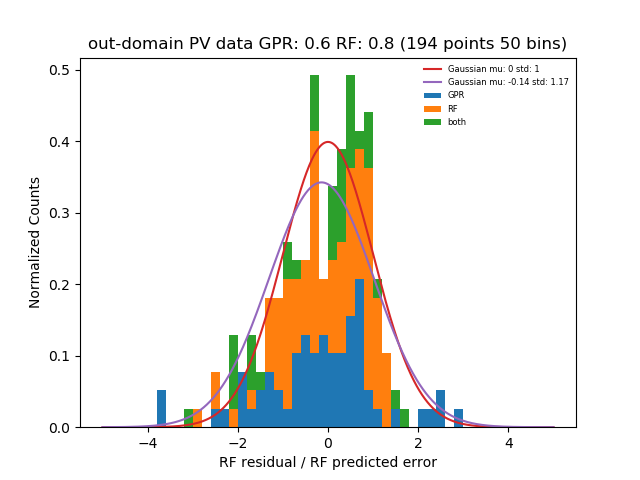 out-domain PV data GPR: 0.6 RF: 0.8 (194 points 50 bins)
Gaussian mu: 0 std: 1
Gaussian mu: -0.14 std: 1.17
GPR
RF
both
Normalized Counts
0.5
0.4
0.3
0.2
0.1
0.0
−4 −2 0 2 4
RF residual / RF predicted error